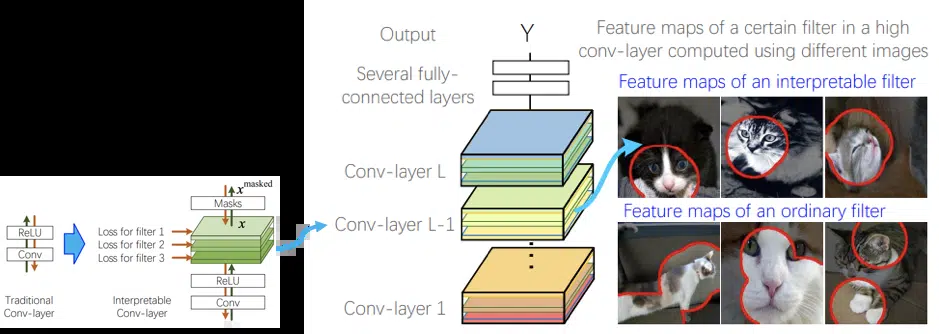 Output
Y
Feature maps of a certain filter in a high
conv-layer computed using different images
Several fully-
connected layers
Feature maps of an interpretable filter
Conv-layer L
Conv-layer L-1
Feature maps of an ordinary filter
Conv-layer 1
x^masked
Masks
x
ReLU
Conv
Loss for filter 1
Loss for filter 2
Loss for filter 3
ReLU
Conv
Traditional
Conv-layer
Interpretable
Conv-layer